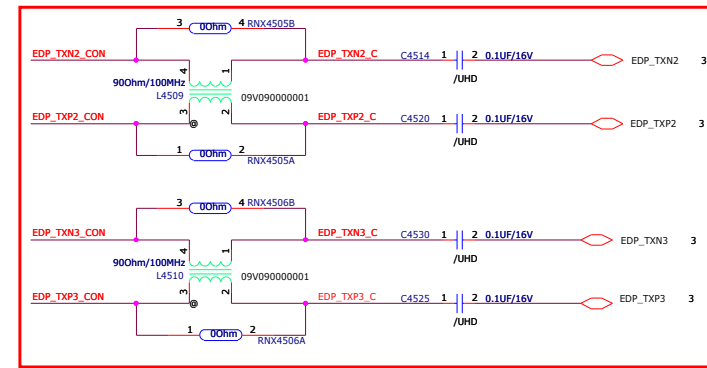 3 0Ohm 4 RNX4505B
EDP_TXN2_CON EDP_TXN2_C C4514 1 2 0.1UF/16V EDP_TXN2 3
4 1
/UHD
90Ohm/100MHz
L4509 09V090000001
3 2
EDP_TXP2_CON @ EDP_TXP2_C C4520 1 2 0.1UF/16V EDP_TXP2 3
/UHD
1 0Ohm 2
RNX4505A
3 0Ohm 4 RNX4506B
EDP_TXN3_CON EDP_TXN3_C C4530 1 2 0.1UF/16V EDP_TXN3 3
4 1
/UHD
90Ohm/100MHz
L4510 09V090000001
3 2
EDP_TXP3_CON @ EDP_TXP3_C C4525 1 2 0.1UF/16V EDP_TXP3 3
/UHD
1 0Ohm 2
RNX4506A